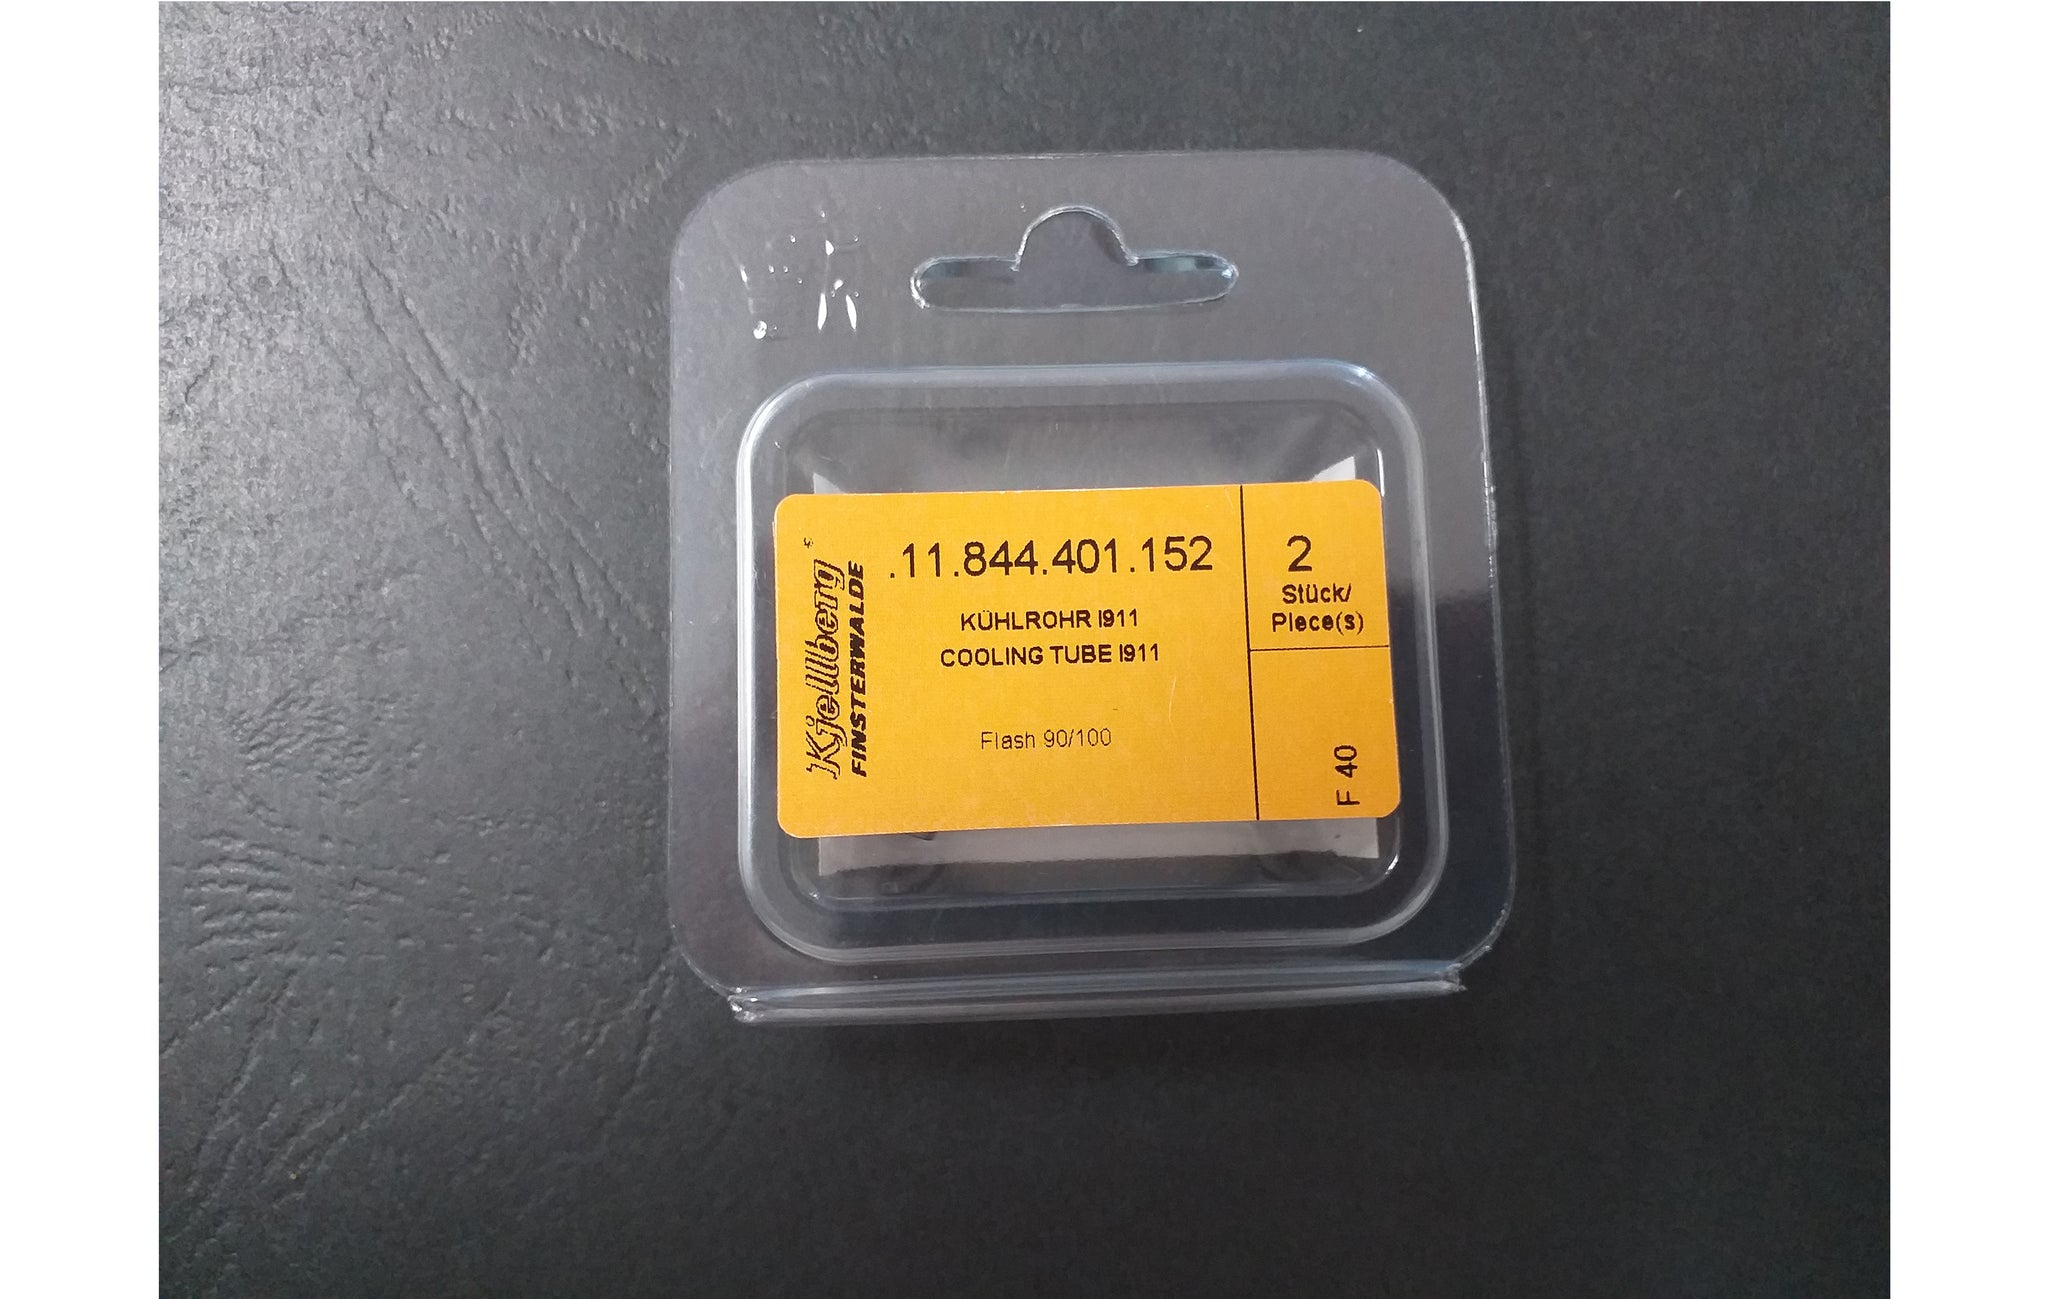 Kjellberg®
FINSTERWALDE
.11.844.401.152
KÜHLROHR I911
COOLING TUBE I911
Flash 90/100
2
Stück/
Piece(s)
F 40